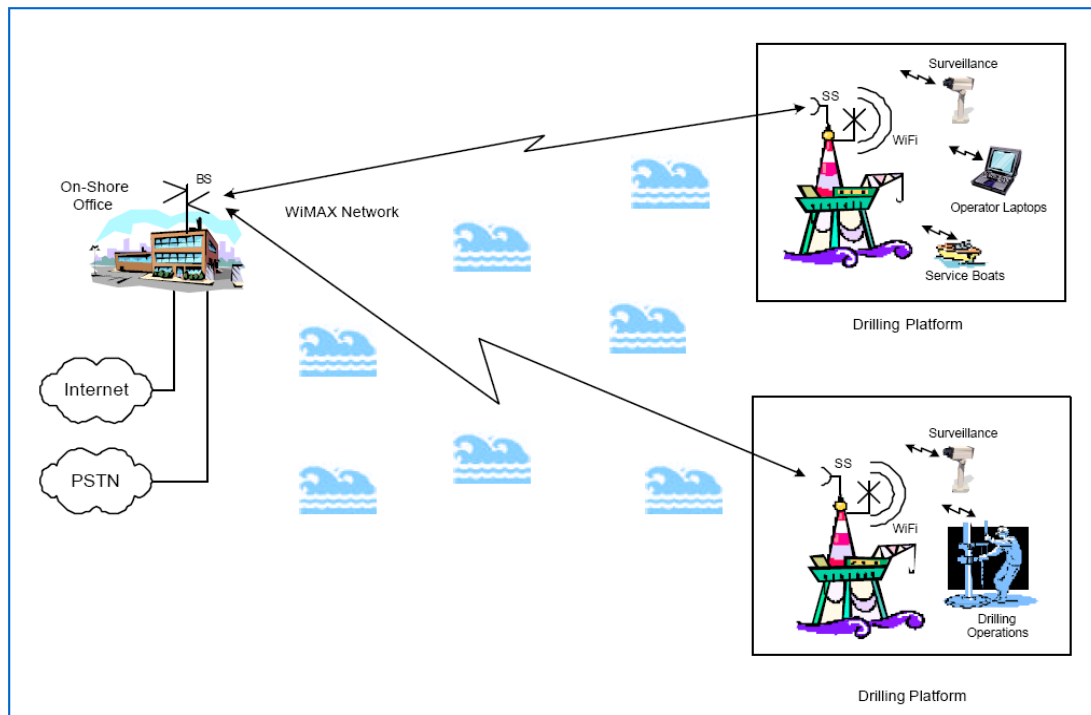 On-Shore
Office
BS
WiMAX Network
Internet
PSTN
Surveillance
SS
WiFi
Operator Laptops
Service Boats
Drilling Platform
Surveillance
SS
WiFi
Drilling
Operations
Drilling Platform